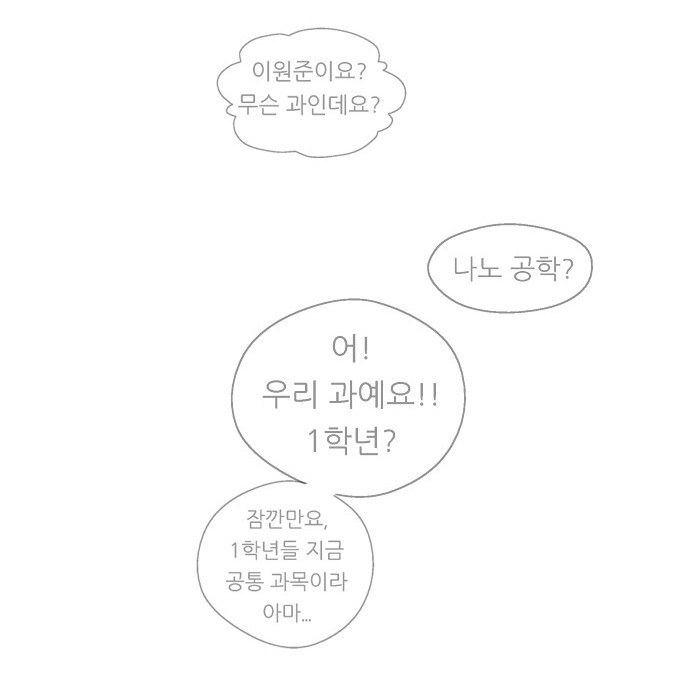 이원준이요?
무슨 과인데요?
나노 공학?
어!
우리 과예요!!
1학년?
잠깐만요,
1학년들 지금
공통 과목이라
아마...